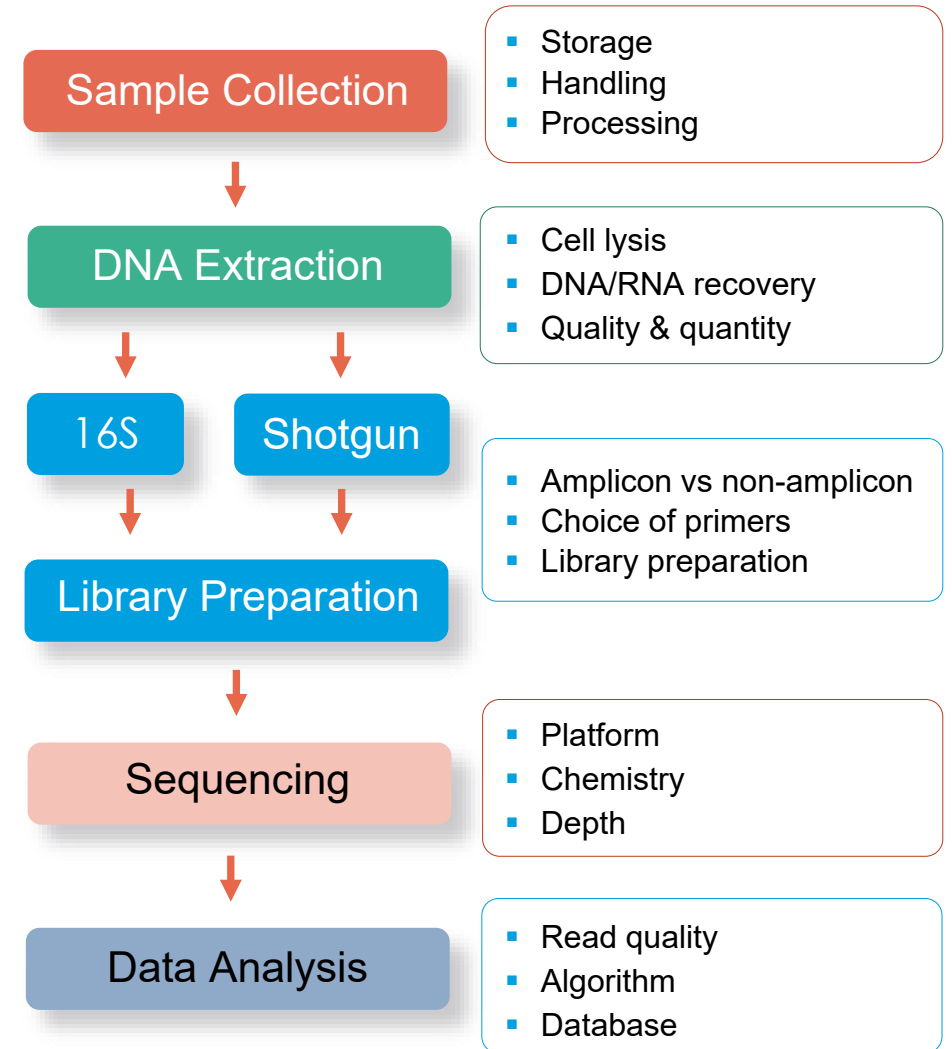 Sample Collection
▪ Storage
▪ Handling
▪ Processing
DNA Extraction
▪ Cell lysis
▪ DNA/RNA recovery
▪ Quality & quantity
16S
Shotgun
▪ Amplicon vs non-amplicon
▪ Choice of primers
▪ Library preparation
Library Preparation
Sequencing
▪ Platform
▪ Chemistry
▪ Depth
Data Analysis
▪ Read quality
▪ Algorithm
▪ Database